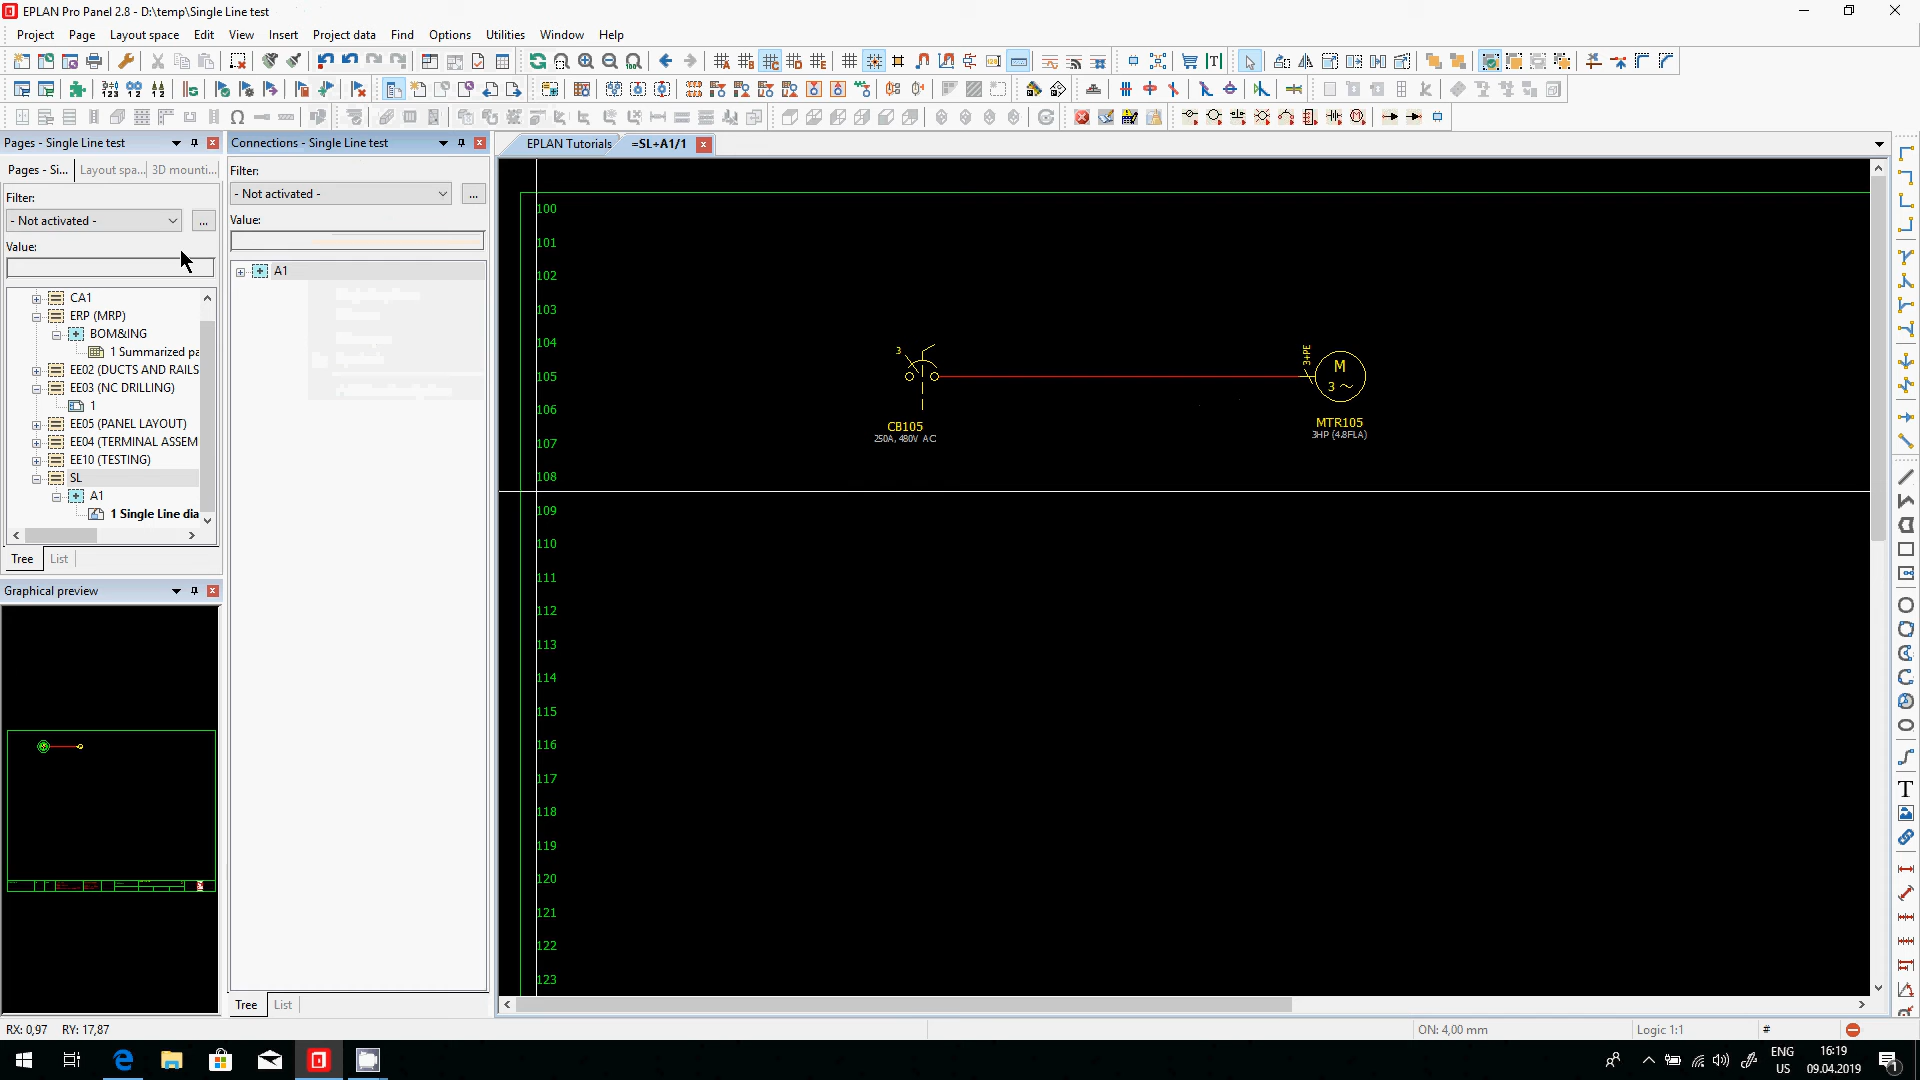 EPLAN Pro Panel 2.8 - D:\temp\Single Line test
Project Page Layout space Edit View Insert Project data Find Options Utilities Window Help
Pages - Single Line test
Pages - Si...
Layout spa...
3D mounti...
Filter:
- Not activated -
...
Value:
CA1
ERP (MRP)
BOM&ING
1 Summarized pa
EE02 (DUCTS AND RAILS
EE03 (NC DRILLING)
1
EE05 (PANEL LAYOUT)
EE04 (TERMINAL ASSEM
EE10 (TESTING)
SL
A1
1 Single Line dia
Tree
List
Graphical preview
Connections - Single Line test
Filter:
- Not activated -
...
Value:
A1
Tree
List
EPLAN Tutorials
=SL+A1/1
100
101
102
103
104
105
106
107
108
109
110
111
112
113
114
115
116
117
118
119
120
121
122
123
3
CB105
250A, 480V AC
3+PE
M
3 ~
MTR105
3HP (4.8FLA)
RX: 0,97 RY: 17,87
ON: 4,00 mm
Logic 1:1
#
ENG
US
16:19
09.04.2019
1